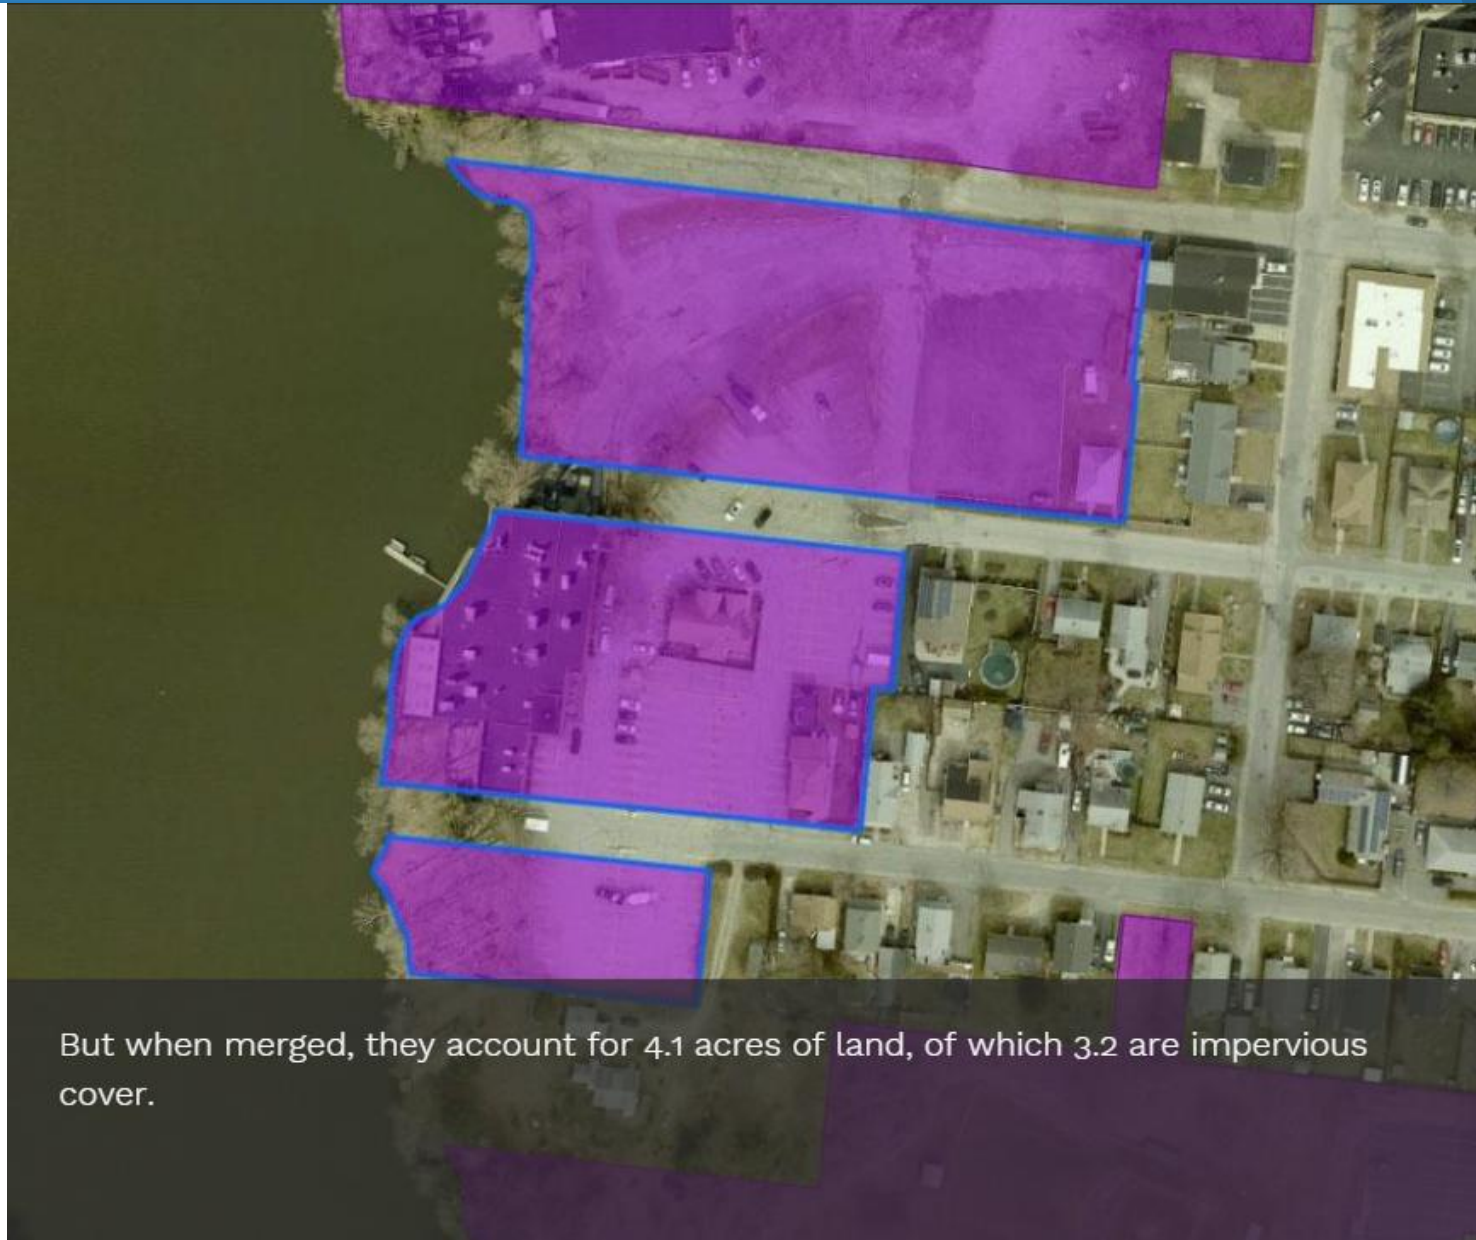 But when merged, they account for 4.1 acres of land, of which 3.2 are impervious
cover.